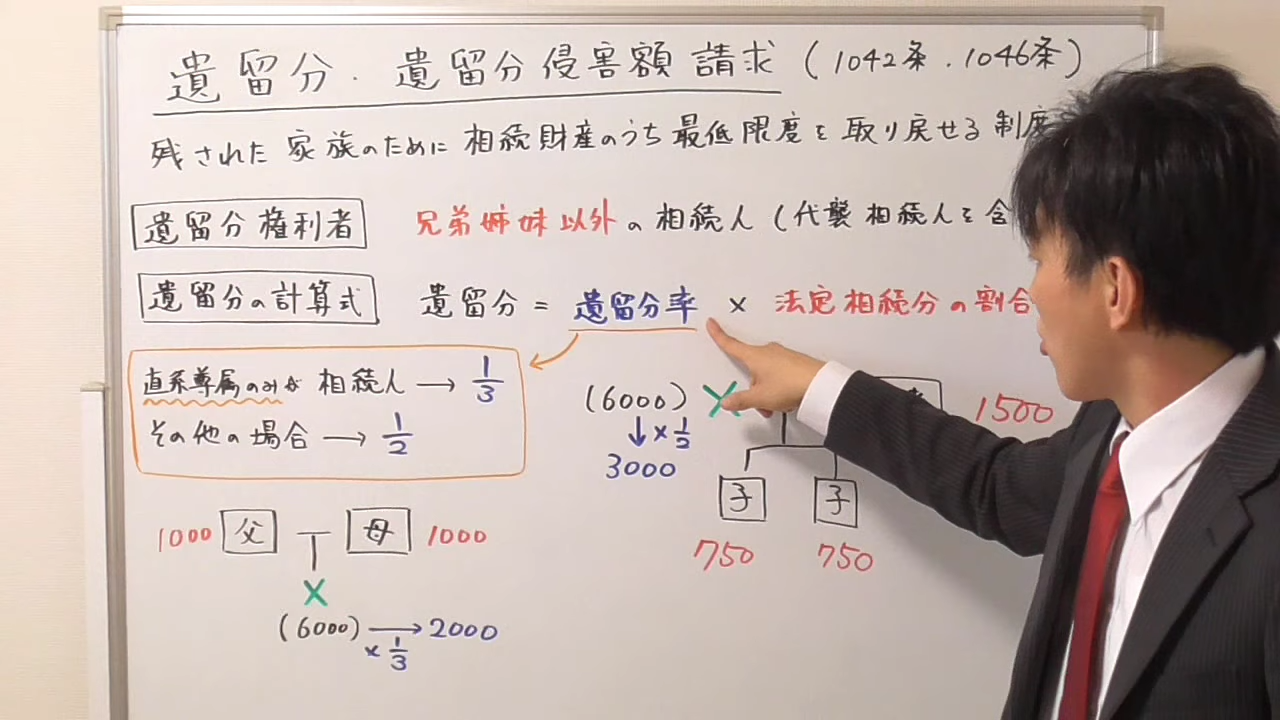 遺留分・遺留分侵害額請求(1042条・1046条)
残された家族のために相続財産のうち最低限度を取り戻せる制度
遺留分権利者 兄弟姉妹以外の相続人(代襲相続人を含
遺留分の計算式 遺留分=遺留分率×法定相続分の割合
直系尊属のみが相続人→1/3
その他の場合→1/2
(6000) X 1500
↓×1/2
3000
子 子
750 750
1000 父 母 1000
X
(6000)→2000
×1/3